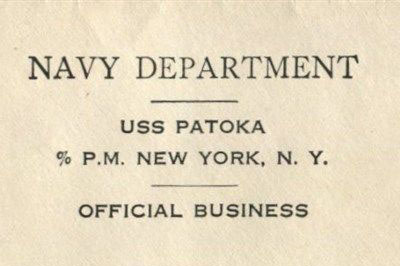 NAVY DEPARTMENT
USS PATOKA
% P.M. NEW YORK, N. Y.
OFFICIAL BUSINESS